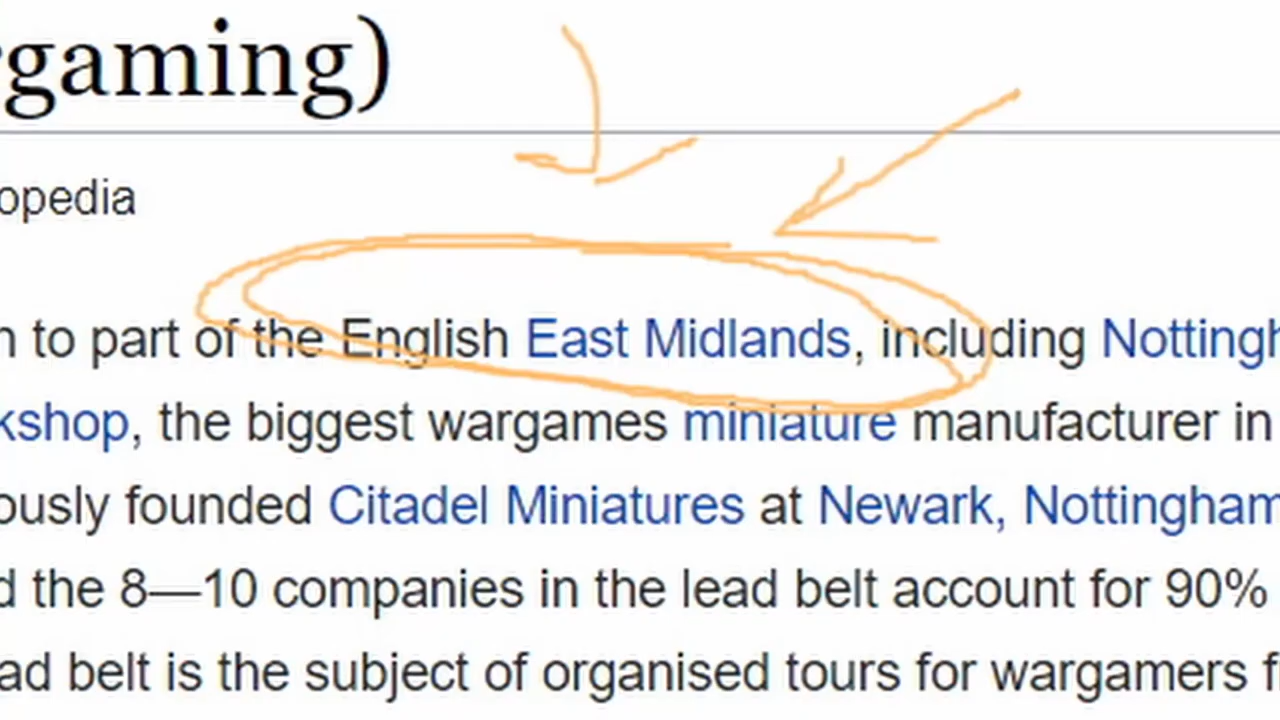 rgaming)
opedia
n to part of the English East Midlands, including Nottingh
kshop, the biggest wargames miniature manufacturer in
ously founded Citadel Miniatures at Newark, Nottingham
d the 8—10 companies in the lead belt account for 90%
ad belt is the subject of organised tours for wargamers f